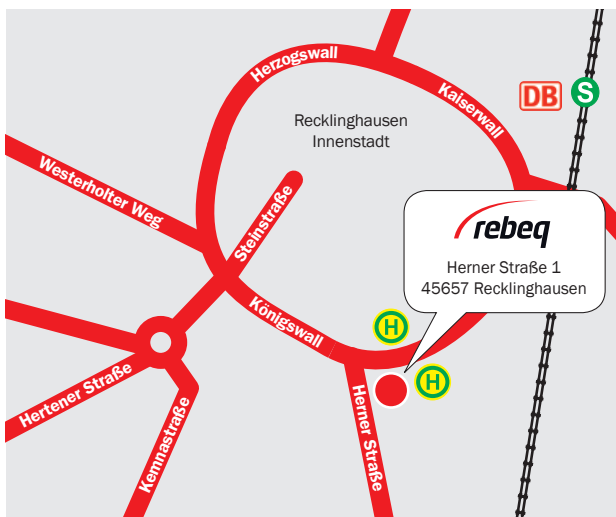 Herzogswall
Kaiserwall
DB
S
Recklinghausen
Innenstadt
Westerholter Weg
Steinstraße
rebeq
Herner Straße 1
45657 Recklinghausen
Königswall
H
H
Hertener Straße
Kemnastraße
Herner Straße